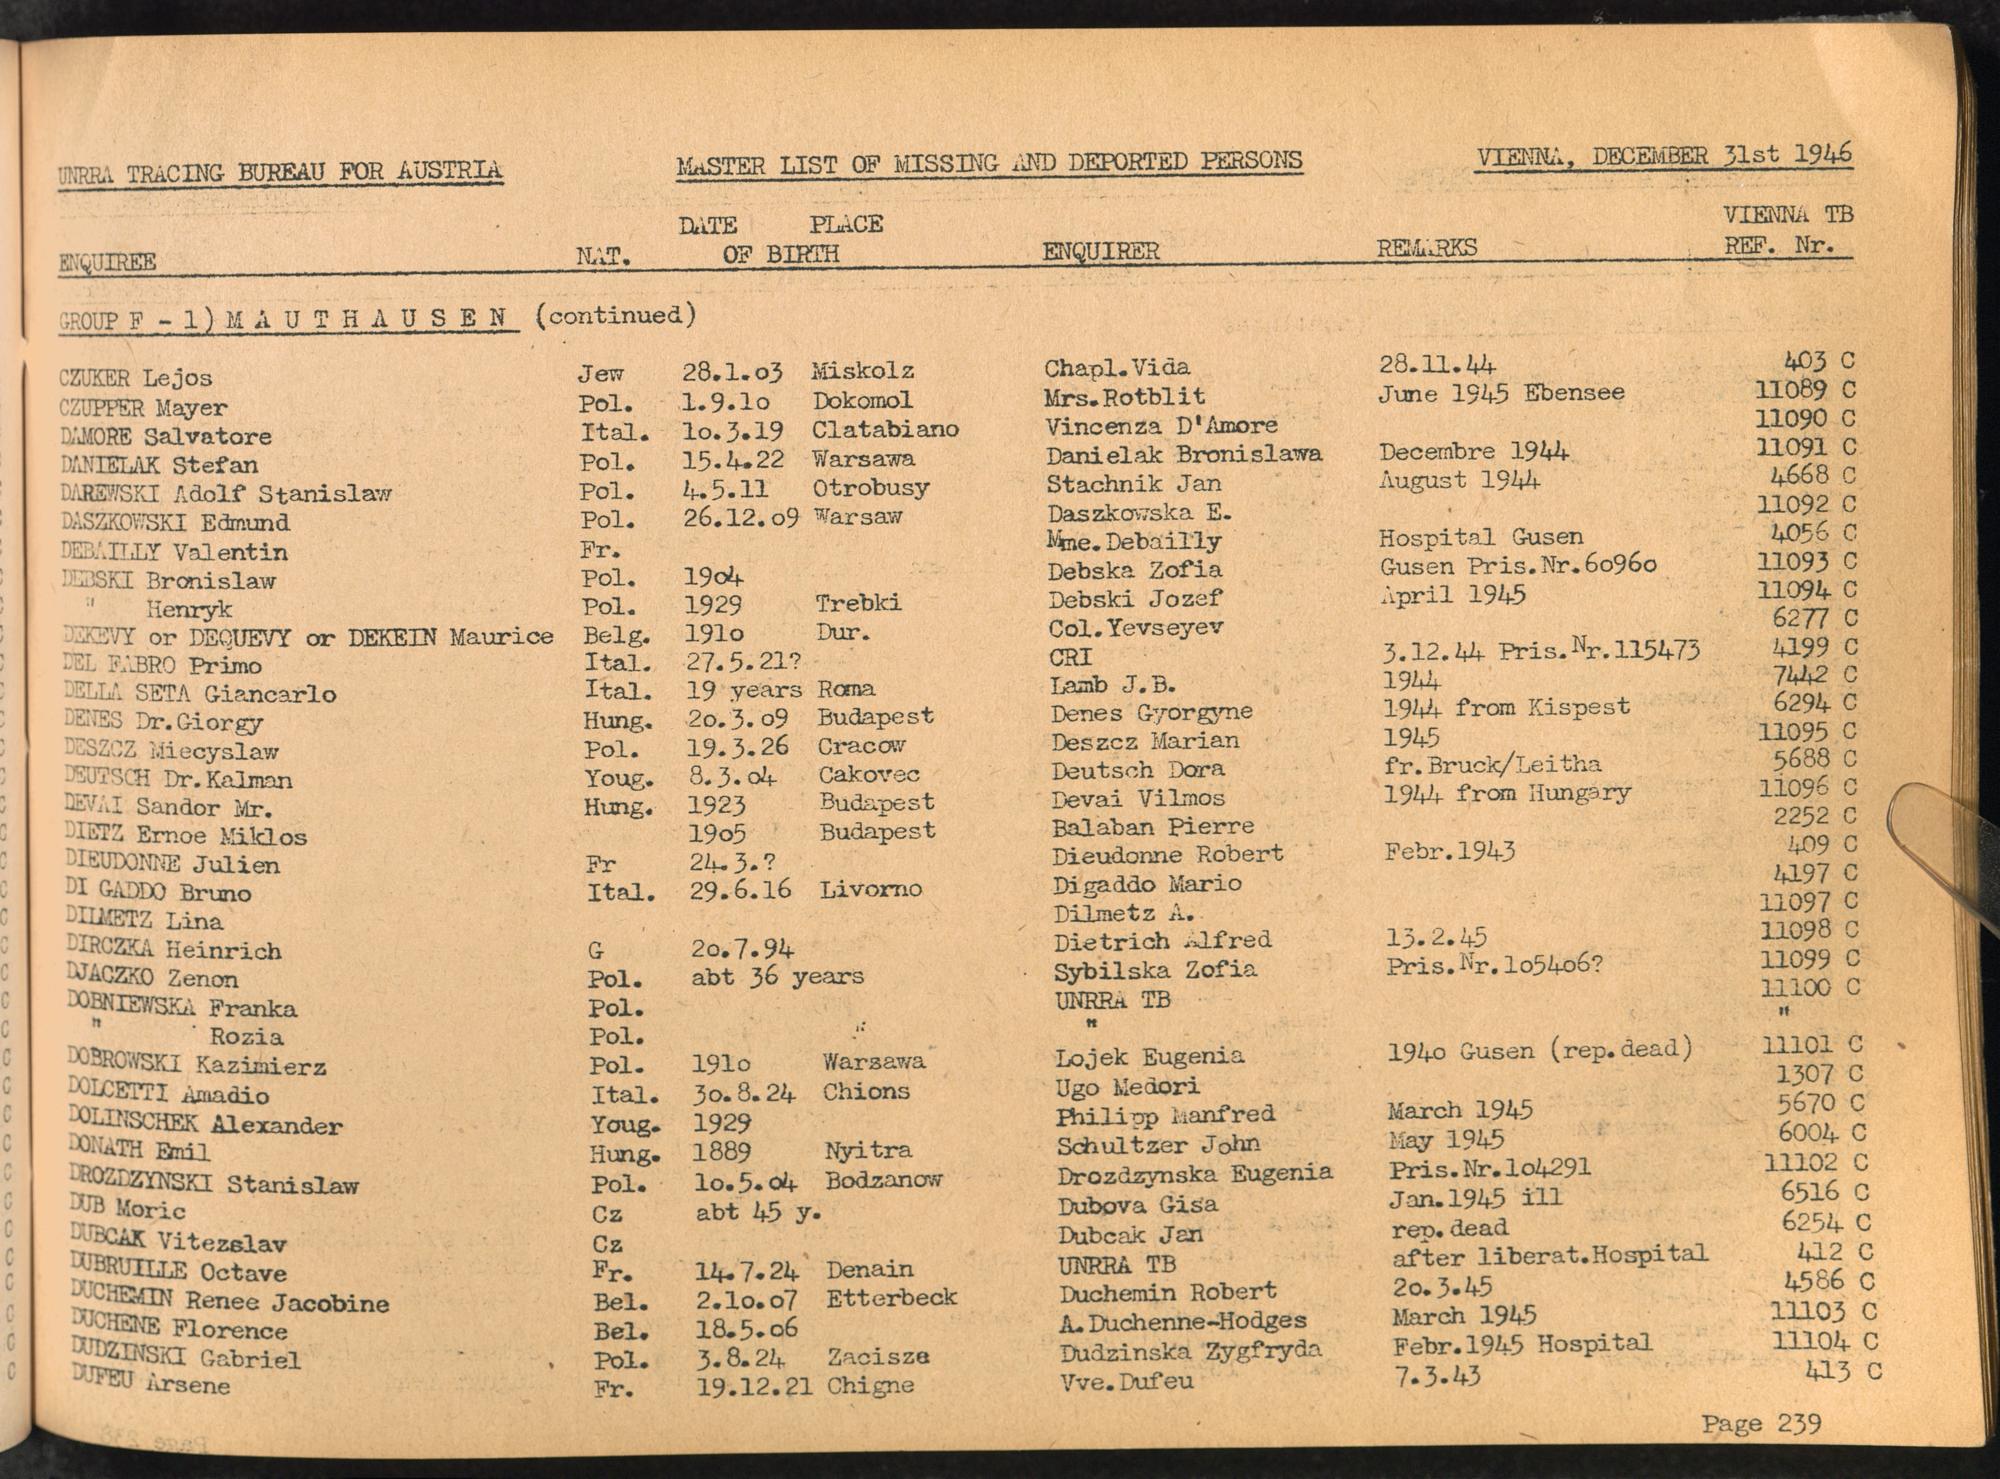 UNRRA TRACING BUREAU FOR AUSTRIA MASTER LIST OF MISSING AND DEPORTED PERSONS VIENNA, DECEMBER 31st 1946
DATE PLACE VIENNA TB
ENQUIREE NAT. OF BIRTH ENQUIRER REMARKS REF. Nr.
GROUP F - 1) M A U T H A U S E N (continued)
CZUKER Lejos Jew 28.1.o3 Miskolz Chapl.Vida 28.11.44 403 C
CZUPPER Mayer Pol. 1.9.1o Dokomol Mrs.Rotblit June 1945 Ebensee 11089 C
DAMORE Salvatore Ital. 1o.3.19 Clatabiano Vincenza D'Amore 11090 C
DANIELAK Stefan Pol. 15.4.22 Warsawa Danielak Bronislawa Decembre 1944 11091 C
DAREWSKI Adolf Stanislaw Pol. 4.5.11 Otrobusy Stachnik Jan August 1944 4668 C
DASZKOWSKI Edmund Pol. 26.12.o9 Warsaw Daszkowska E. 11092 C
DEBAILLY Valentin Fr. Mme.Debailly Hospital Gusen 4056 C
DEBSKI Bronislaw Pol. 19o4 Debska Zofia Gusen Pris.Nr.6o96o 11093 C
" Henryk Pol. 1929 Trebki Debski Jozef April 1945 11094 C
DEKEVY or DEQUEVY or DEKEIN Maurice Belg. 191o Dur. Col.Yevseyev 6277 C
DEL FABRO Primo Ital. 27.5.21? CRI 3.12.44 Pris.Nr.115473 4199 C
DELLA SETA Giancarlo Ital. 19 years Roma Lamb J.B. 1944 7442 C
DENES Dr.Giorgy Hung. 2o.3.o9 Budapest Denes Gyorgyne 1944 from Kispest 6294 C
DESZCZ Miecyslaw Pol. 19.3.26 Cracow Deszcz Marian 1945 11095 C
DEUTSCH Dr.Kalman Youg. 8.3.o4 Cakovec Deutsch Dora fr.Bruck/Leitha 5688 C
DEVAI Sandor Mr. Hung. 1923 Budapest Devai Vilmos 1944 from Hungary 11096 C
DIETZ Ernoe Miklos 19o5 Budapest Balaban Pierre 2252 C
DIEUDONNE Julien Fr 24.3.? Dieudonne Robert Febr.1943 409 C
DI GADDO Bruno Ital. 29.6.16 Livorno Digaddo Mario 4197 C
DILMETZ Lina Dilmetz A. 11097 C
DIRCZKA Heinrich G 2o.7.94 Dietrich Alfred 13.2.45 11098 C
DJACZKO Zenon Pol. abt 36 years Sybilska Zofia Pris.Nr.1o54o6? 11099 C
DOBNIEWSKA Franka Pol. UNRRA TB 11100 C
" Rozia Pol. " " "
DOBROWSKI Kazimierz Pol. 191o Warsawa Lojek Eugenia 194o Gusen (rep.dead) 11101 C
DOLCETTI Amadio Ital. 3o.8.24 Chions Ugo Medori 1307 C
DOLINSCHEK Alexander Youg. 1929 Philipp Manfred March 1945 5670 C
DONATH Emil Hung. 1889 Nyitra Schultzer John May 1945 6004 C
DROZDZYNSKI Stanislaw Pol. 1o.5.o4 Bodzanow Drozdzynska Eugenia Pris.Nr.1o4291 11102 C
DUB Moric Cz abt 45 y. Dubova Gisa Jan.1945 ill 6516 C
DUBCAK Vitezslav Cz Dubcak Jan rep.dead 6254 C
DUBRUILLE Octave Fr. 14.7.24 Denain UNRRA TB after liberat.Hospital 412 C
DUCHEMIN Renee Jacobine Bel. 2.1o.o7 Etterbeck Duchemin Robert 2o.3.45 4586 C
DUCHENE Florence Bel. 18.5.o6 A.Duchenne-Hodges March 1945 11103 C
DUDZINSKI Gabriel Pol. 3.8.24 Zacisze Dudzinska Zygfryda Febr.1945 Hospital 11104 C
DUFEU Arsene Fr. 19.12.21 Chigne Vve.Dufeu 7.3.43 413 C
Page 239